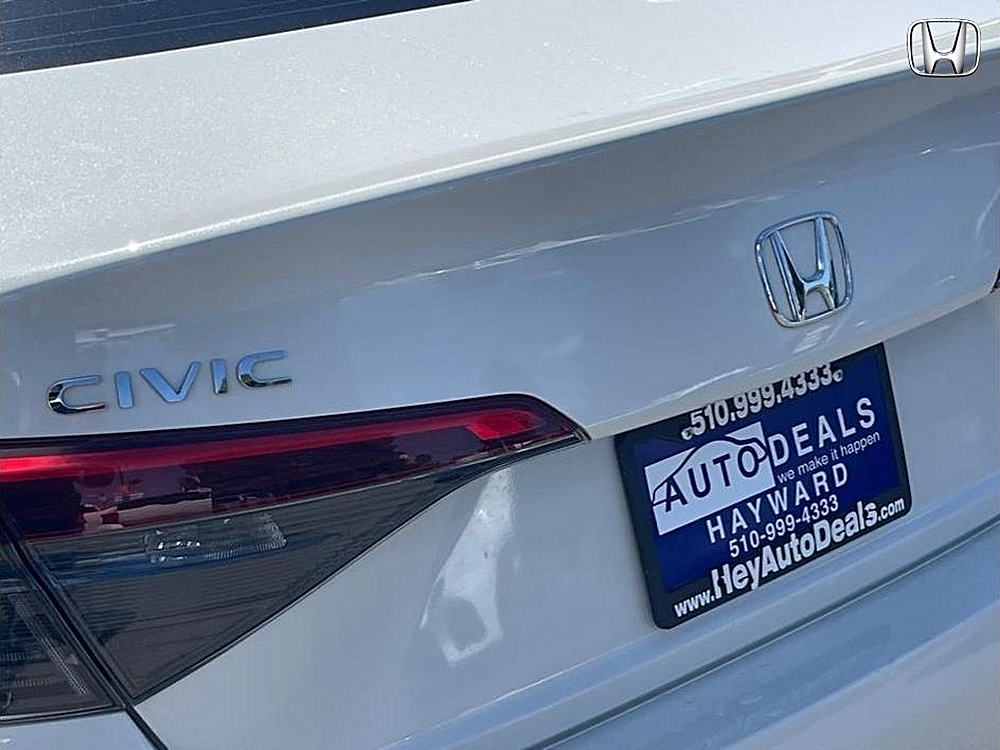 CIVIC
510.999.4333
AUTO DEALS
we make it happen
HAYWARD
510-999-4333
www.HeyAutoDeals.com